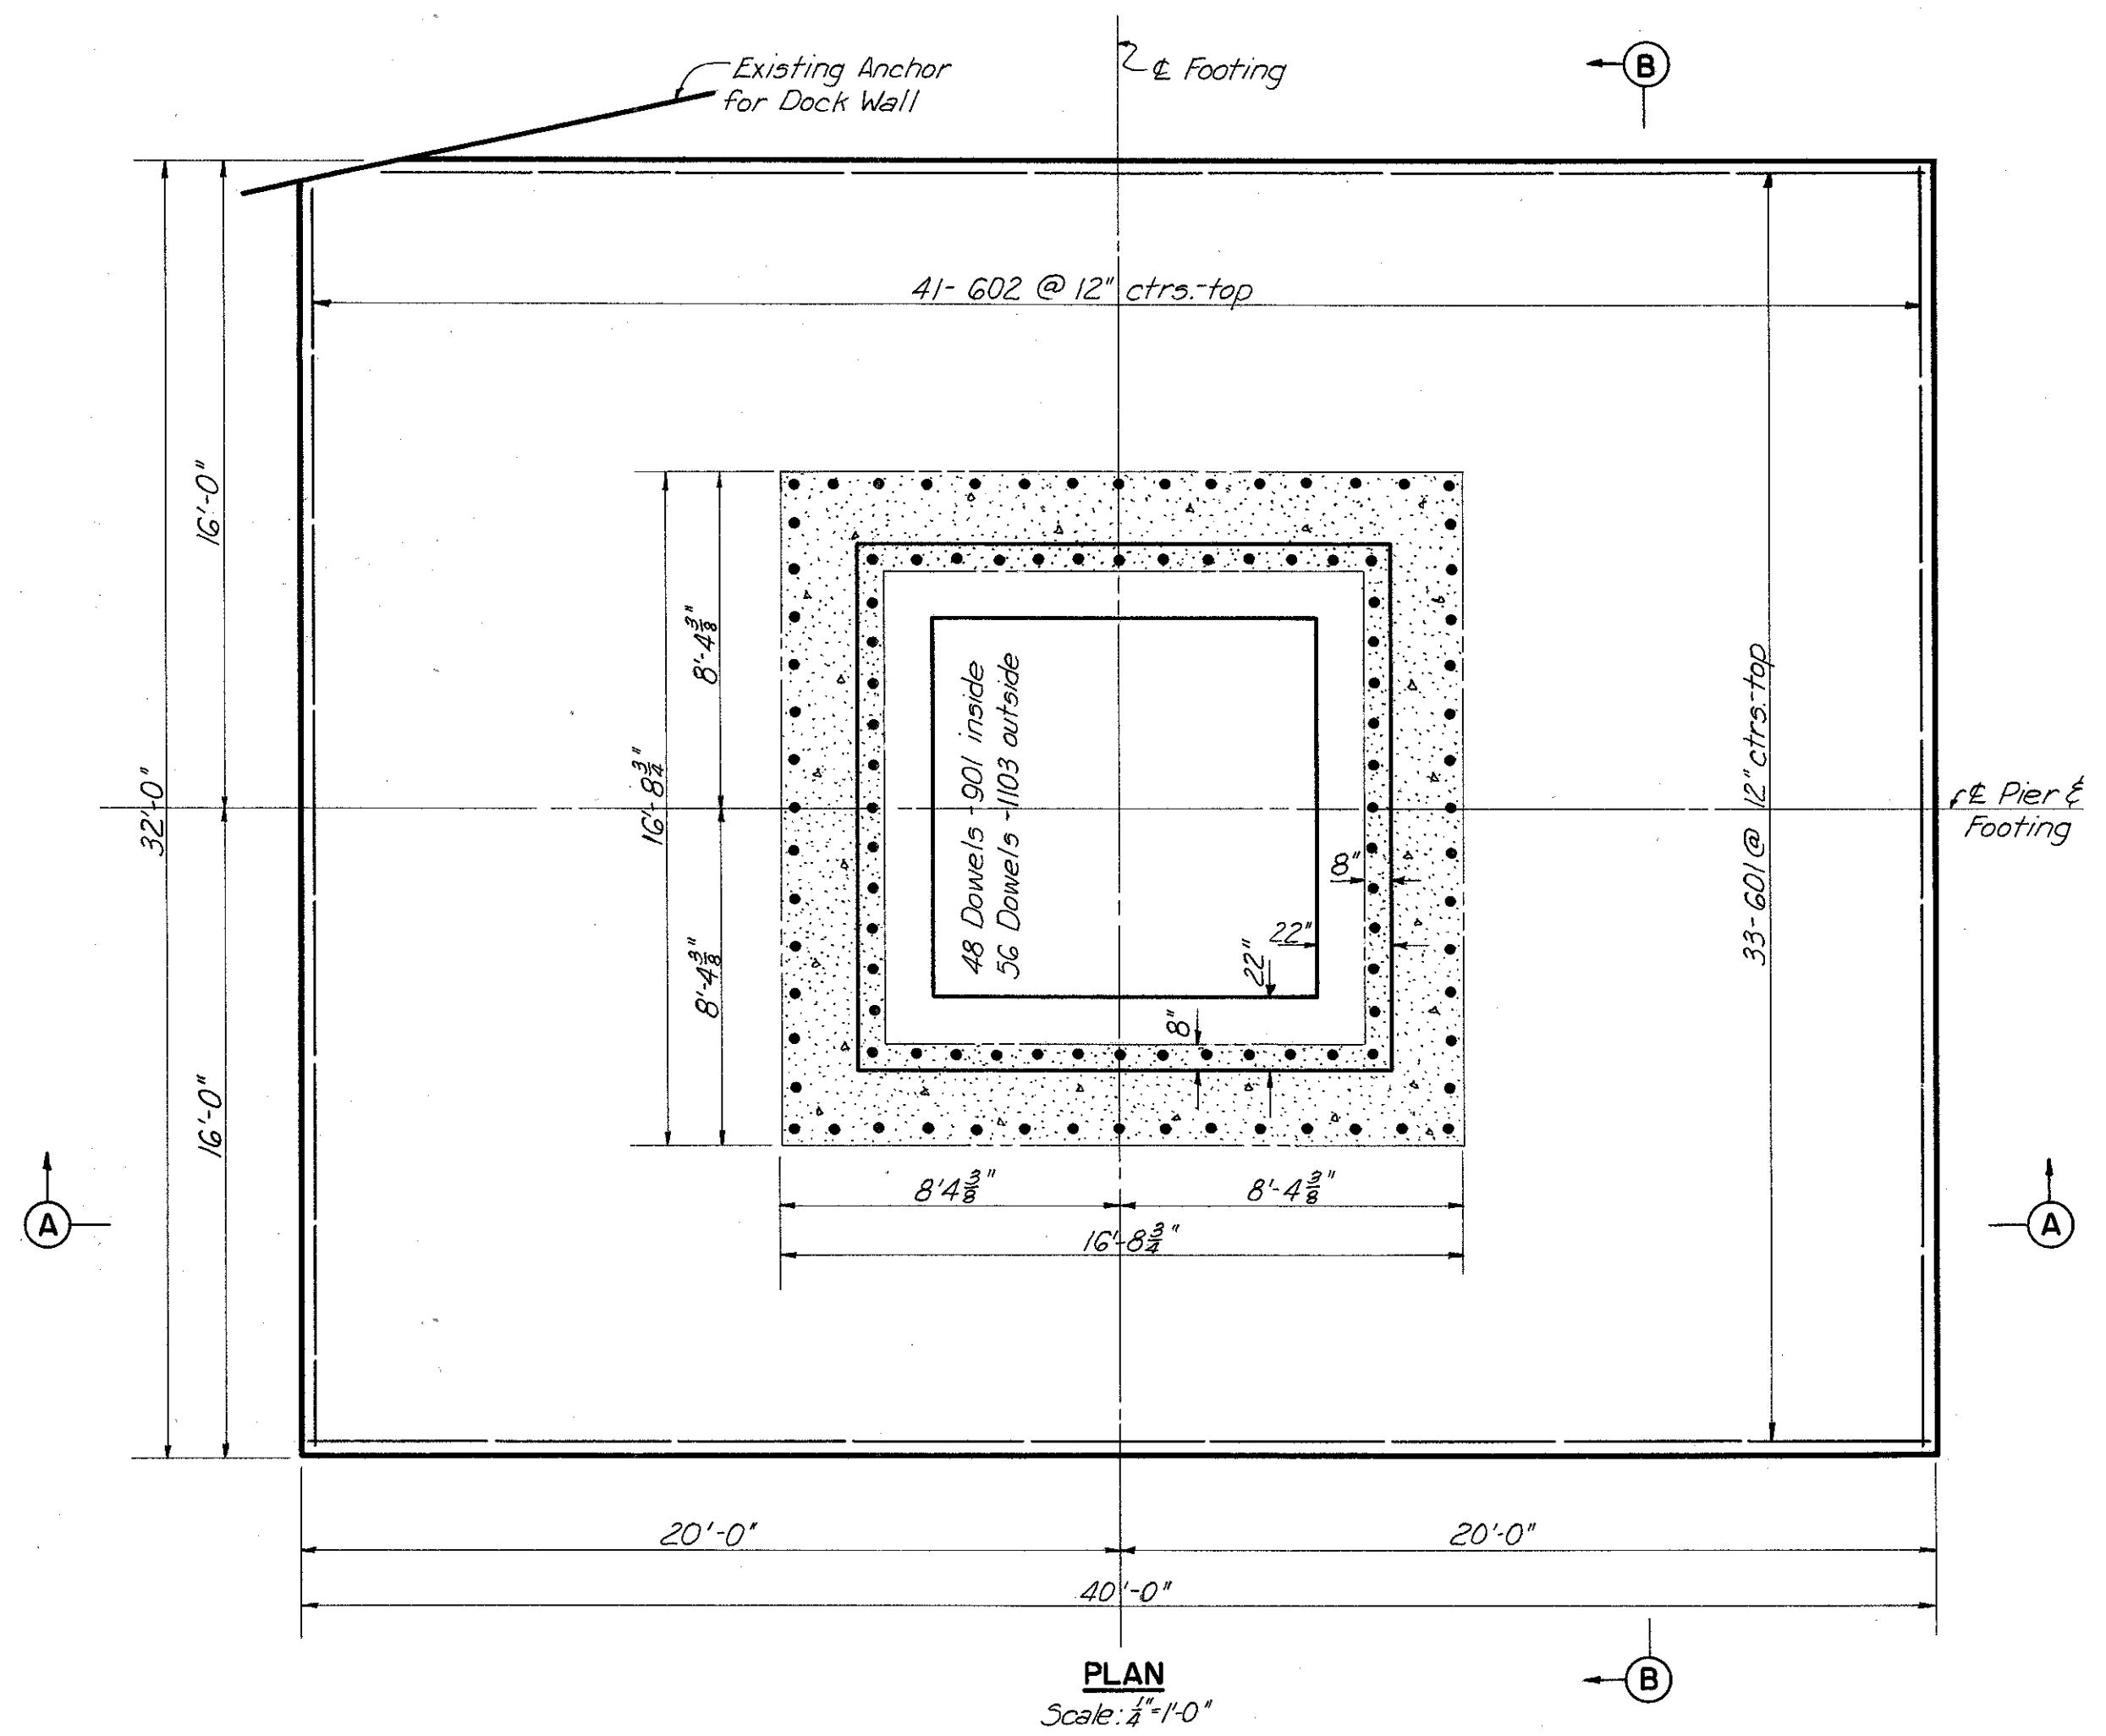 Existing Anchor
for Dock Wall
℄ Footing
B
41- 602 @ 12" ctrs.-top
16'-0"
32'-0"
16'-0"
8'-4 3/8"
16'-8 3/4"
8'-4 3/8"
48 Dowels -901 inside
56 Dowels -1103 outside
8"
22"
22"
8"
33-601 @ 12" ctrs.-top
℄ Pier &
Footing
A
A
8'4 3/8"
8'-4 3/8"
16'-8 3/4"
20'-0"
20'-0"
40'-0"
PLAN
Scale: 1/4"=1'-0"
B